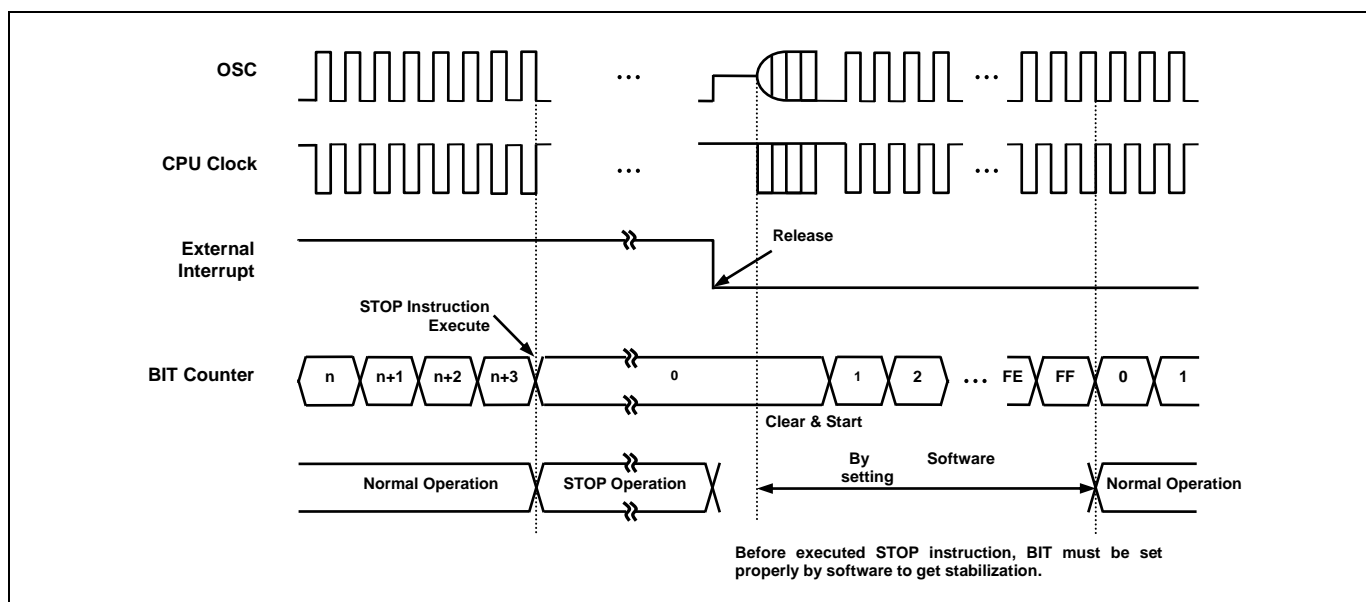 OSC
...
...
CPU Clock
...
...
External
Interrupt
Release
STOP Instruction
Execute
BIT Counter
n n+1 n+2 n+3 0 1 2 ... FE FF 0 1
Clear & Start
Normal Operation
STOP Operation
By Software
setting
Normal Operation
Before executed STOP instruction, BIT must be set
properly by software to get stabilization.